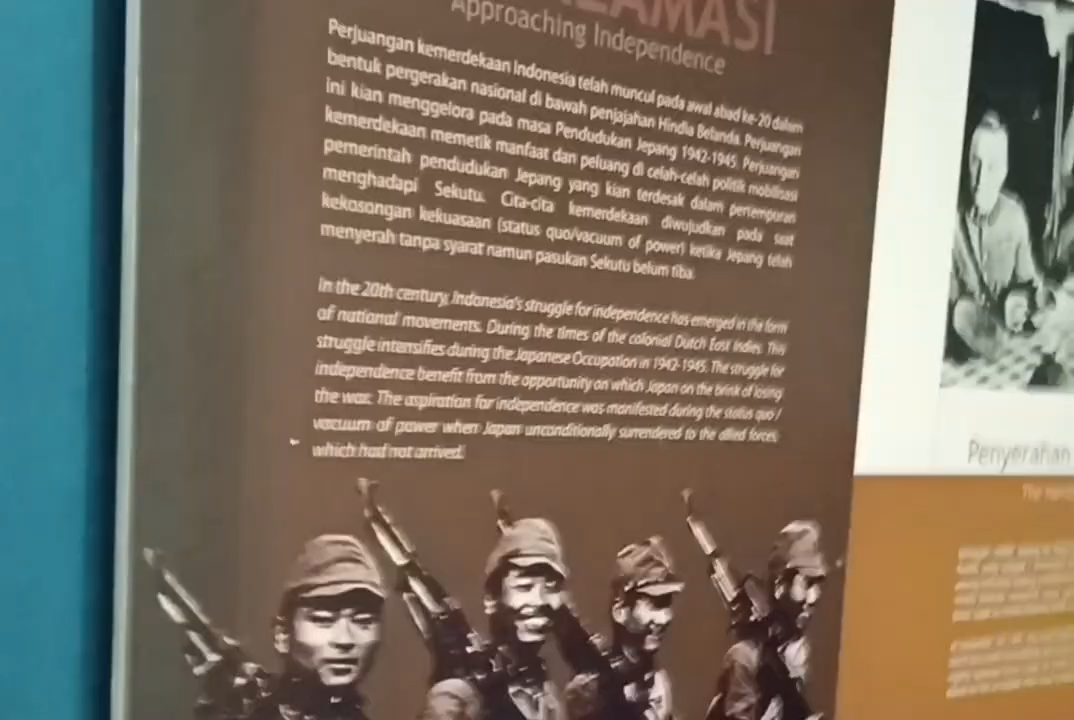 LAMASI
Approaching Independence
Perjuangan kemerdekaan Indonesia telah muncul pada awal abad ke-20 dalam
bentuk pergerakan nasional di bawah penjajahan Hindia Belanda. Perjuangan
ini kian menggelora pada masa Pendudukan Jepang 1942-1945. Perjuangan
kemerdekaan memetik manfaat dan peluang di celah-celah politik mobilisasi
pemerintah pendudukan Jepang yang kian terdesak dalam pertempuran
menghadapi Sekutu. Cita-cita kemerdekaan diwujudkan pada saat
kekosongan kekuasaan (status quo/vacuum of power) ketika Jepang telah
menyerah tanpa syarat namun pasukan Sekutu belum tiba.
In the 20th century, Indonesia's struggle for independence has emerged in the form
of national movements. During the times of the colonial Dutch East Indies. This
struggle intensifies during the Japanese Occupation in 1942-1945. The struggle for
independence benefit from the opportunity on which Japan on the brink of losing
the war. The aspiration for independence was manifested during the status quo /
vacuum of power when Japan unconditionally surrendered to the allied forces,
which had not arrived.
Penyerahan